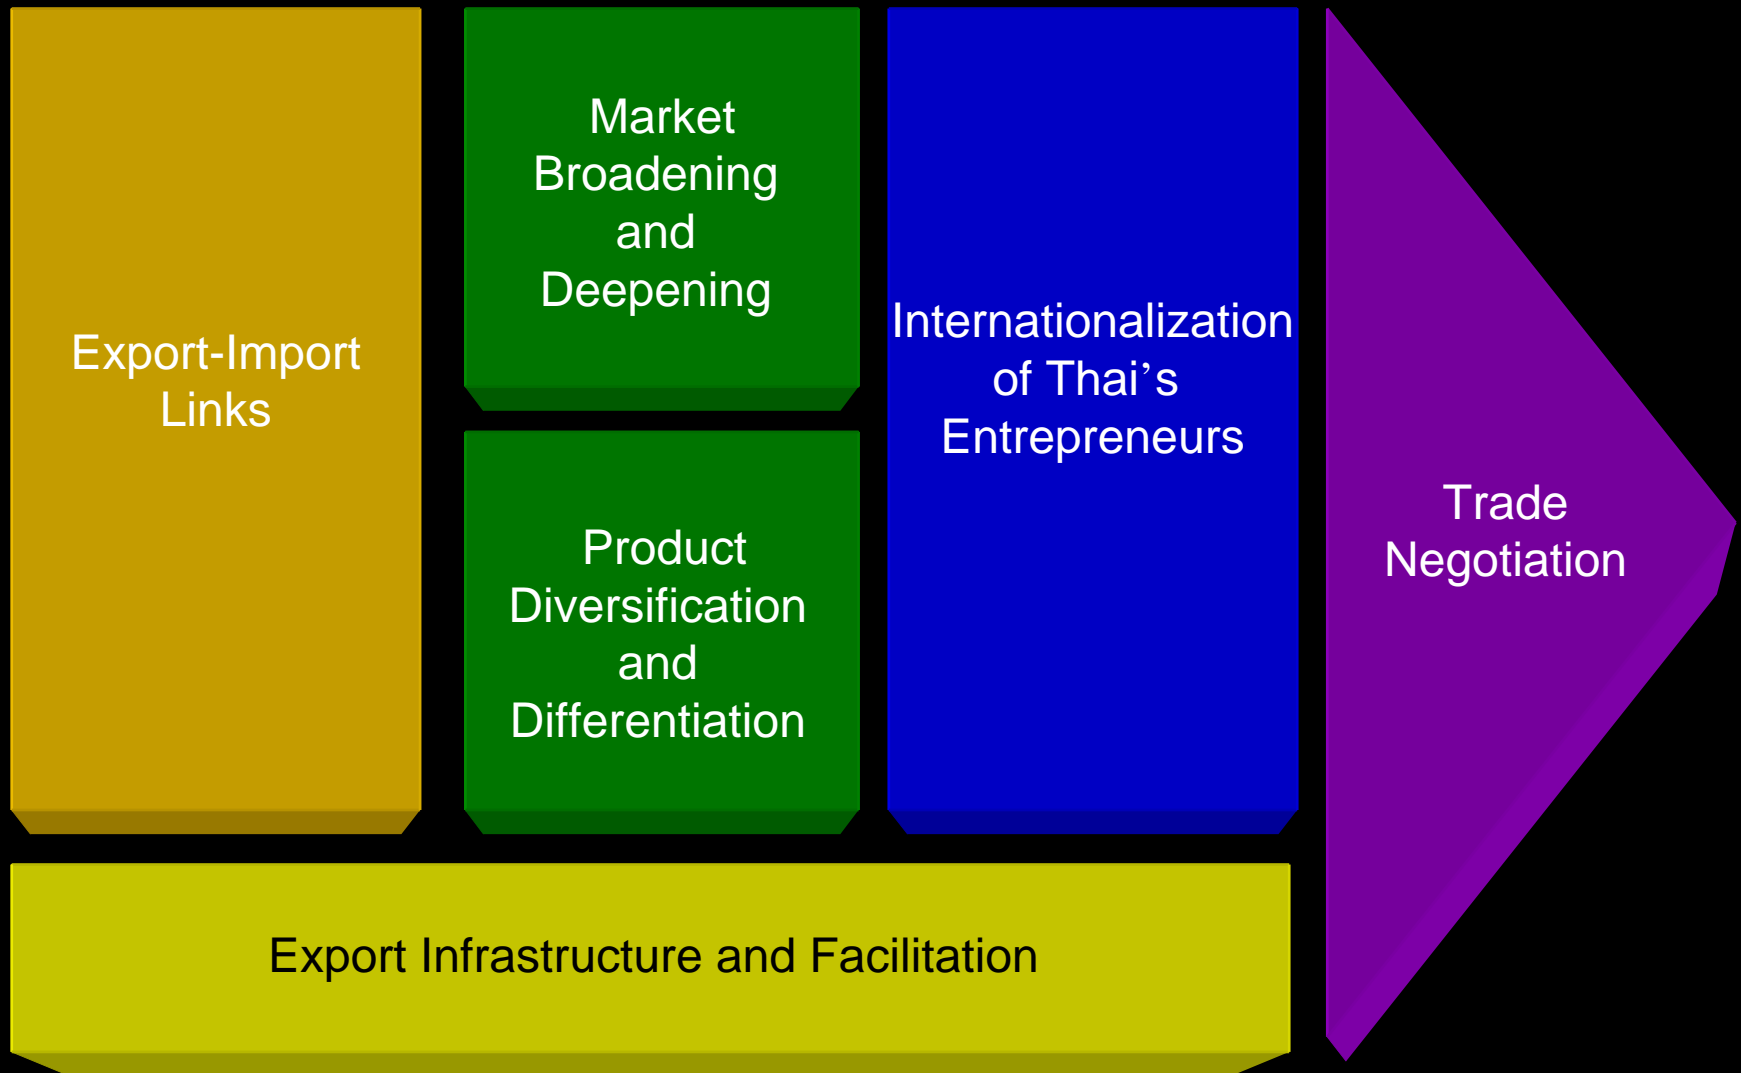 Export-Import
Links
Market
Broadening
and
Deepening
Product
Diversification
and
Differentiation
Internationalization
of Thai’s
Entrepreneurs
Trade
Negotiation
Export Infrastructure and Facilitation